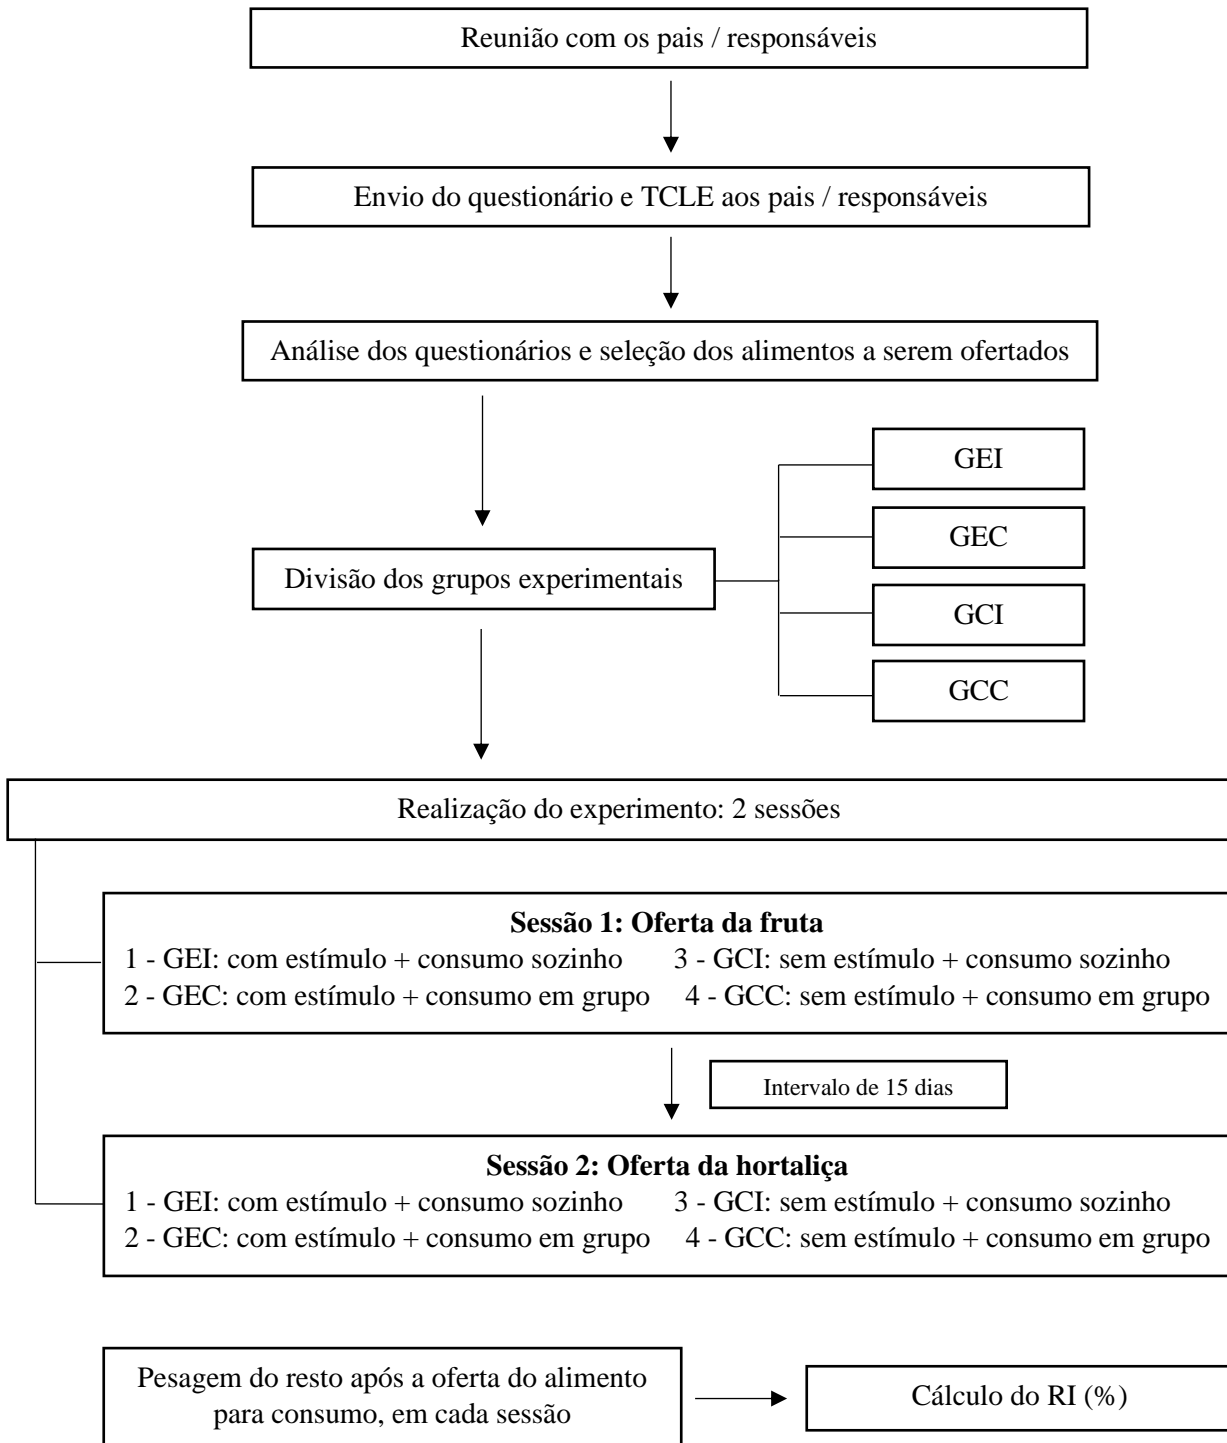 Reunião com os pais / responsáveis
Envio do questionário e TCLE aos pais / responsáveis
Análise dos questionários e seleção dos alimentos a serem ofertados
GEI
GEC
Divisão dos grupos experimentais
GCI
GCC
Realização do experimento: 2 sessões
Sessão 1: Oferta da fruta
1 - GEI: com estímulo + consumo sozinho 3 - GCI: sem estímulo + consumo sozinho
2 - GEC: com estímulo + consumo em grupo 4 - GCC: sem estímulo + consumo em grupo
Intervalo de 15 dias
Sessão 2: Oferta da hortaliça
1 - GEI: com estímulo + consumo sozinho 3 - GCI: sem estímulo + consumo sozinho
2 - GEC: com estímulo + consumo em grupo 4 - GCC: sem estímulo + consumo em grupo
Pesagem do resto após a oferta do alimento
para consumo, em cada sessão
Cálculo do RI (%)